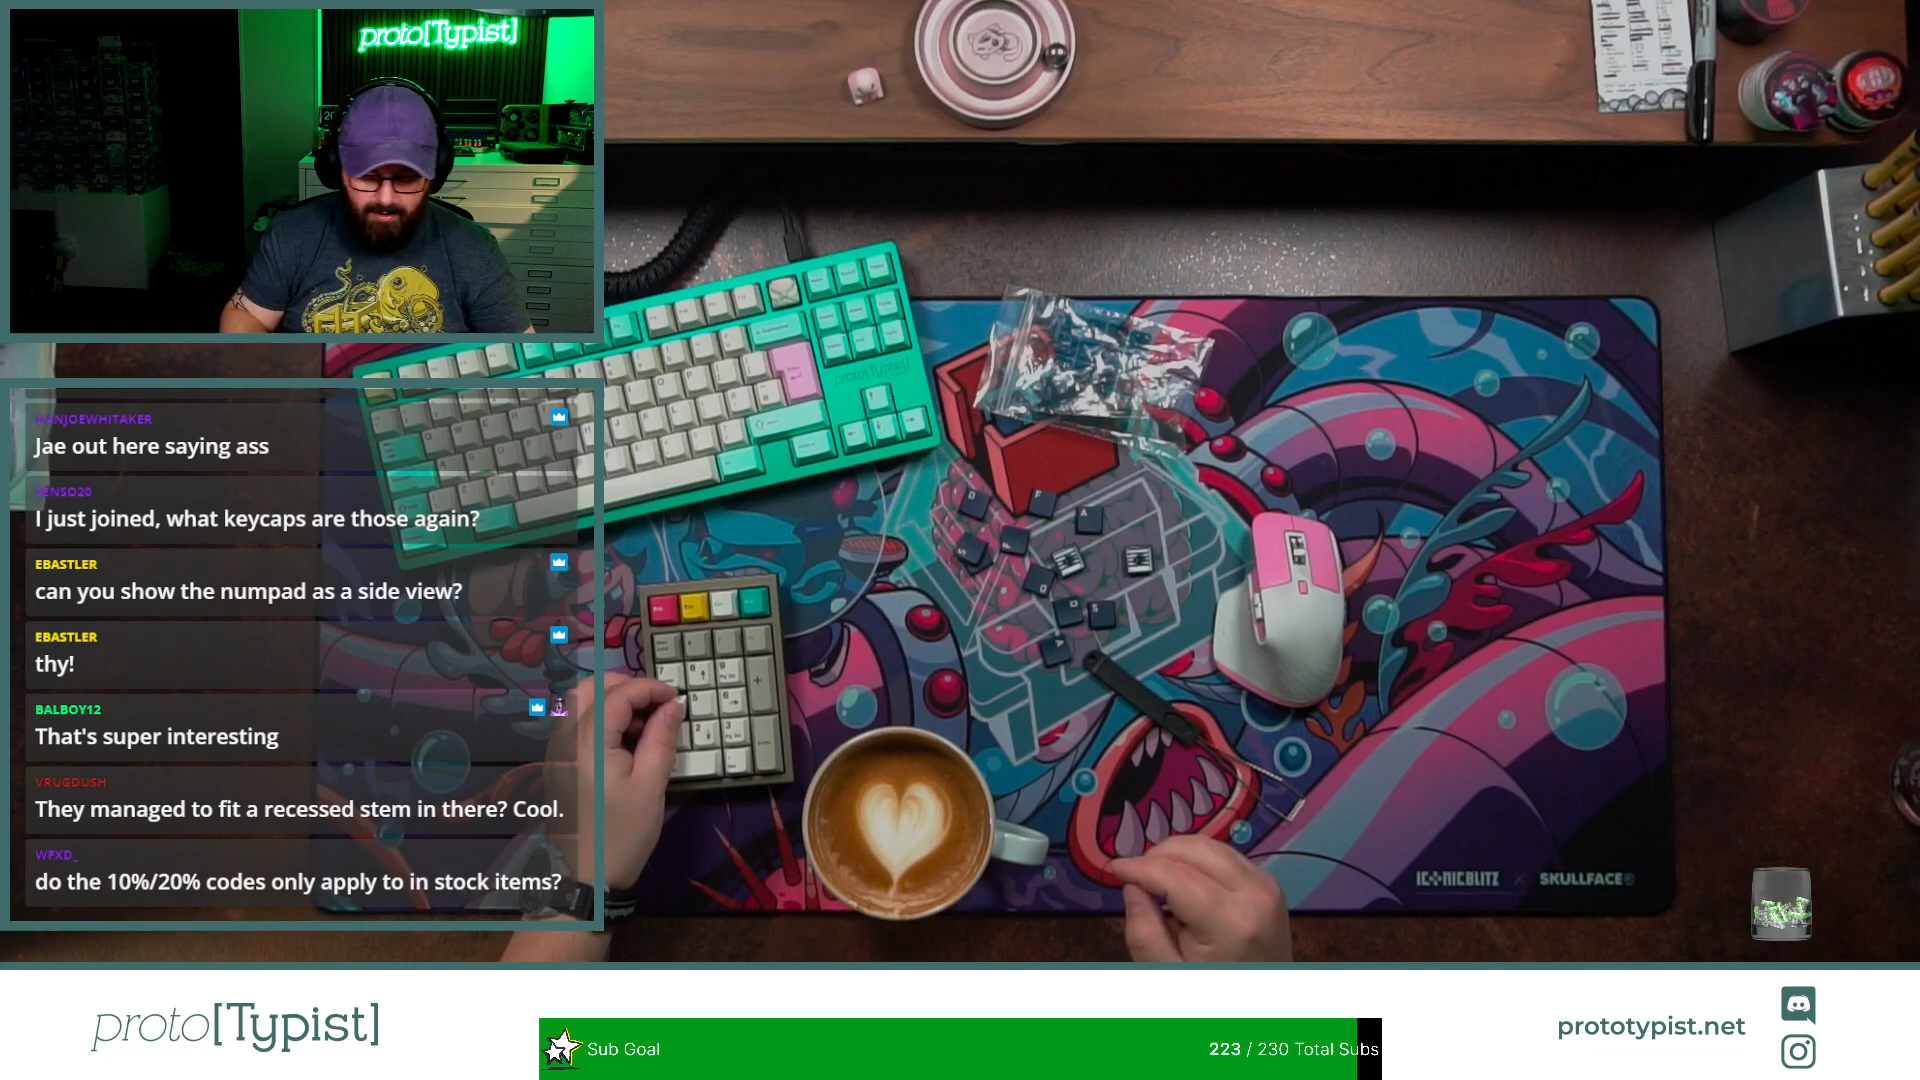 proto[Typist]
DANJOEWHITAKER
Jae out here saying ass
SENSO20
I just joined, what keycaps are those again?
EBASTLER
can you show the numpad as a side view?
EBASTLER
thy!
BALBOY12
That's super interesting
VRUGDUSH
They managed to fit a recessed stem in there? Cool.
WFXD_
do the 10%/20% codes only apply to in stock items?
proto[Typist]
ICONICBLITZ X SKULLFACE
proto[Typist]
Sub Goal
223 / 230 Total Subs
prototypist.net